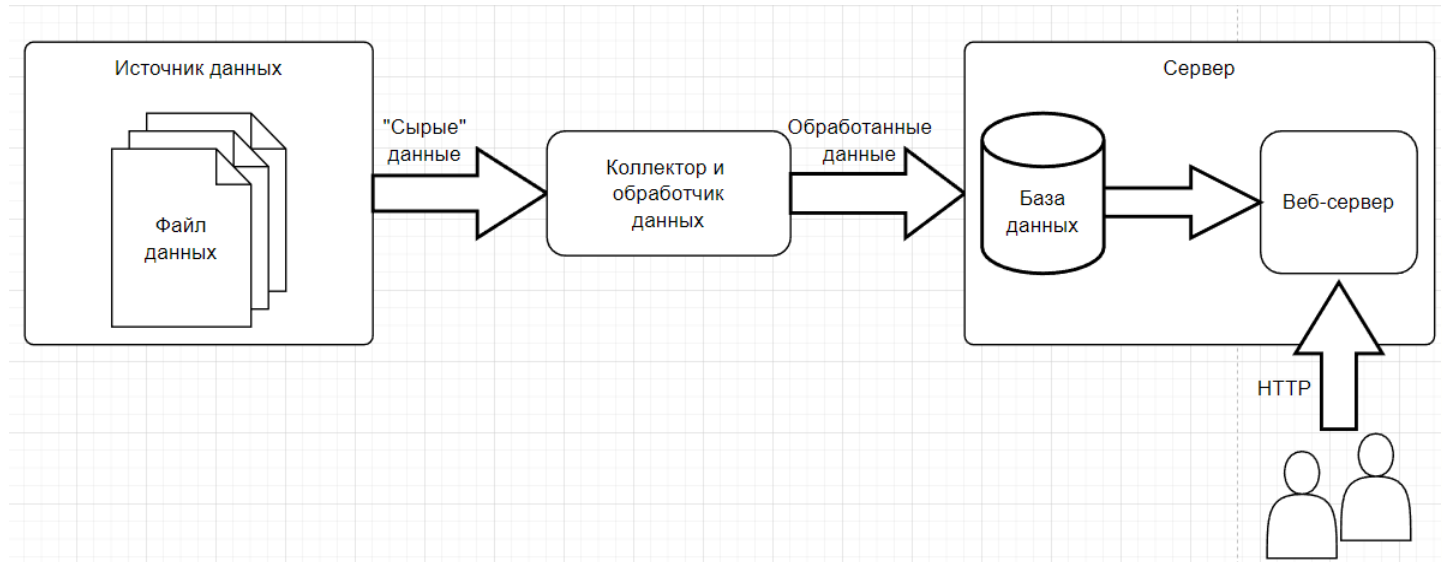 Источник данных
Файл
данных
"Сырые"
данные
Коллектор и
обработчик
данных
Обработанные
данные
Сервер
База
данных
Веб-сервер
HTTP